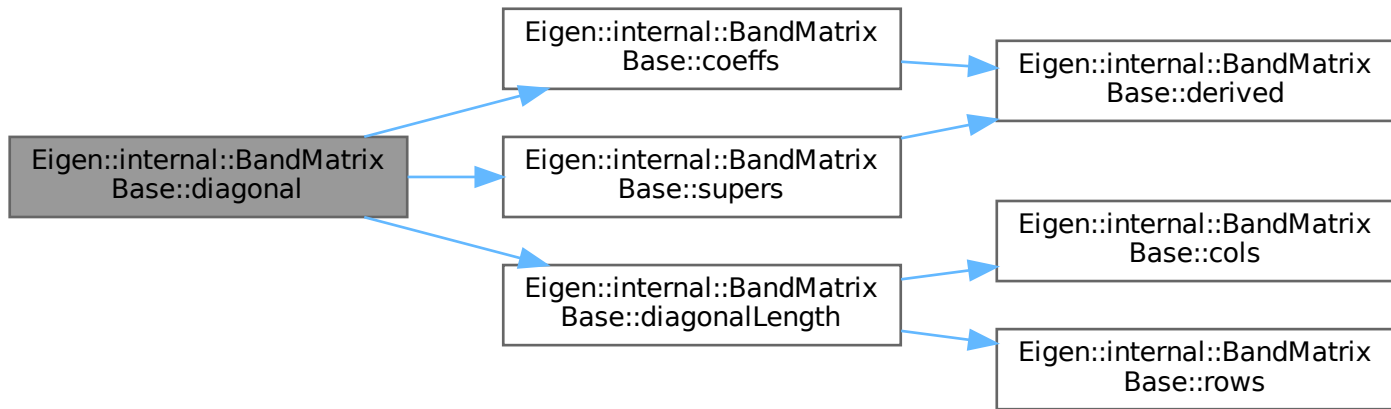 Eigen::internal::BandMatrix
Base::diagonal
Eigen::internal::BandMatrix
Base::coeffs
Eigen::internal::BandMatrix
Base::supers
Eigen::internal::BandMatrix
Base::diagonalLength
Eigen::internal::BandMatrix
Base::derived
Eigen::internal::BandMatrix
Base::cols
Eigen::internal::BandMatrix
Base::rows